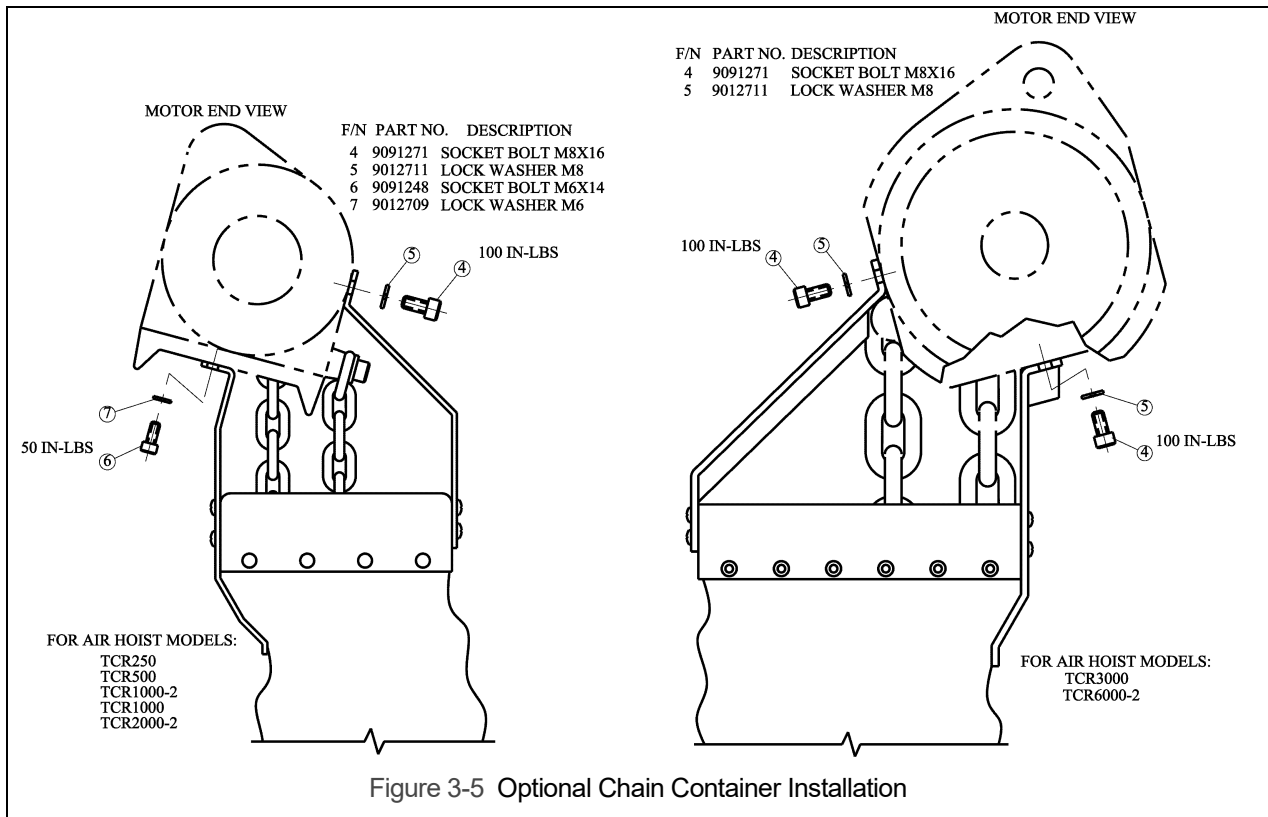 MOTOR END VIEW
F/N PART NO. DESCRIPTION
4 9091271 SOCKET BOLT M8X16
5 9012711 LOCK WASHER M8
6 9091248 SOCKET BOLT M6X14
7 9012709 LOCK WASHER M6
5
4
100 IN-LBS
7
50 IN-LBS
6
FOR AIR HOIST MODELS:
TCR250
TCR500
TCR1000-2
TCR1000
TCR2000-2
MOTOR END VIEW
F/N PART NO. DESCRIPTION
4 9091271 SOCKET BOLT M8X16
5 9012711 LOCK WASHER M8
100 IN-LBS
5
4
5
4
100 IN-LBS
FOR AIR HOIST MODELS:
TCR3000
TCR6000-2
Figure 3-5 Optional Chain Container Installation